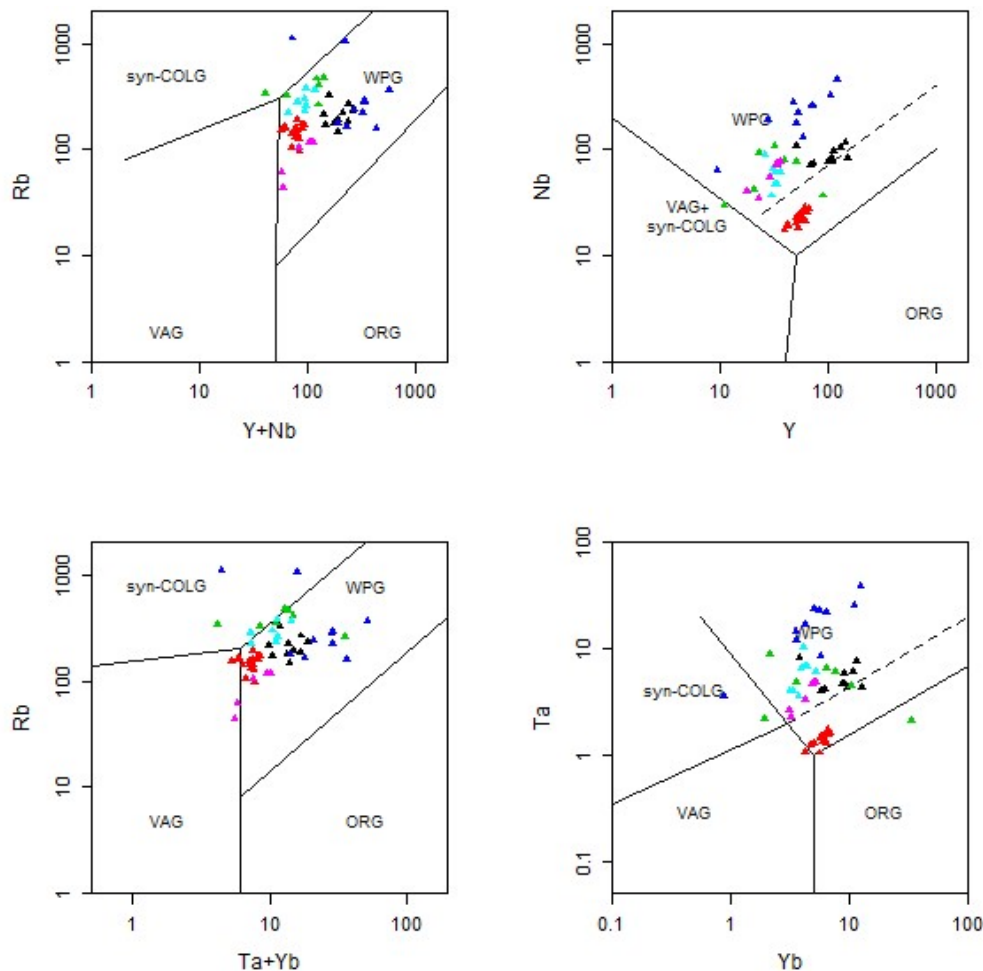 1000
100
10
1
Rb
syn-COLG
WPG
VAG
ORG
1
10
100
1000
Y+Nb
1000
100
10
1
Nb
WPG
VAG+
syn-COLG
ORG
1
10
100
1000
Y
1000
100
10
1
Rb
syn-COLG
WPG
VAG
ORG
1
10
100
Ta+Yb
100
10
1
0.1
Ta
WPG
syn-COLG
VAG
ORG
0.1
1
10
100
Yb